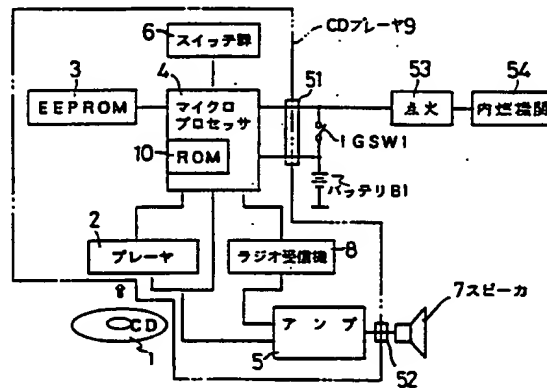 6
スイッチ群
CDプレーヤ9
3
4
51
53
54
EEPROM
マイクロ
プロセッサ
点火
内燃機関
10
ROM
IGSW1
バッテリB1
2
プレーヤ
ラジオ受信機
8
7スピーカ
CD
1
アンプ
5
52